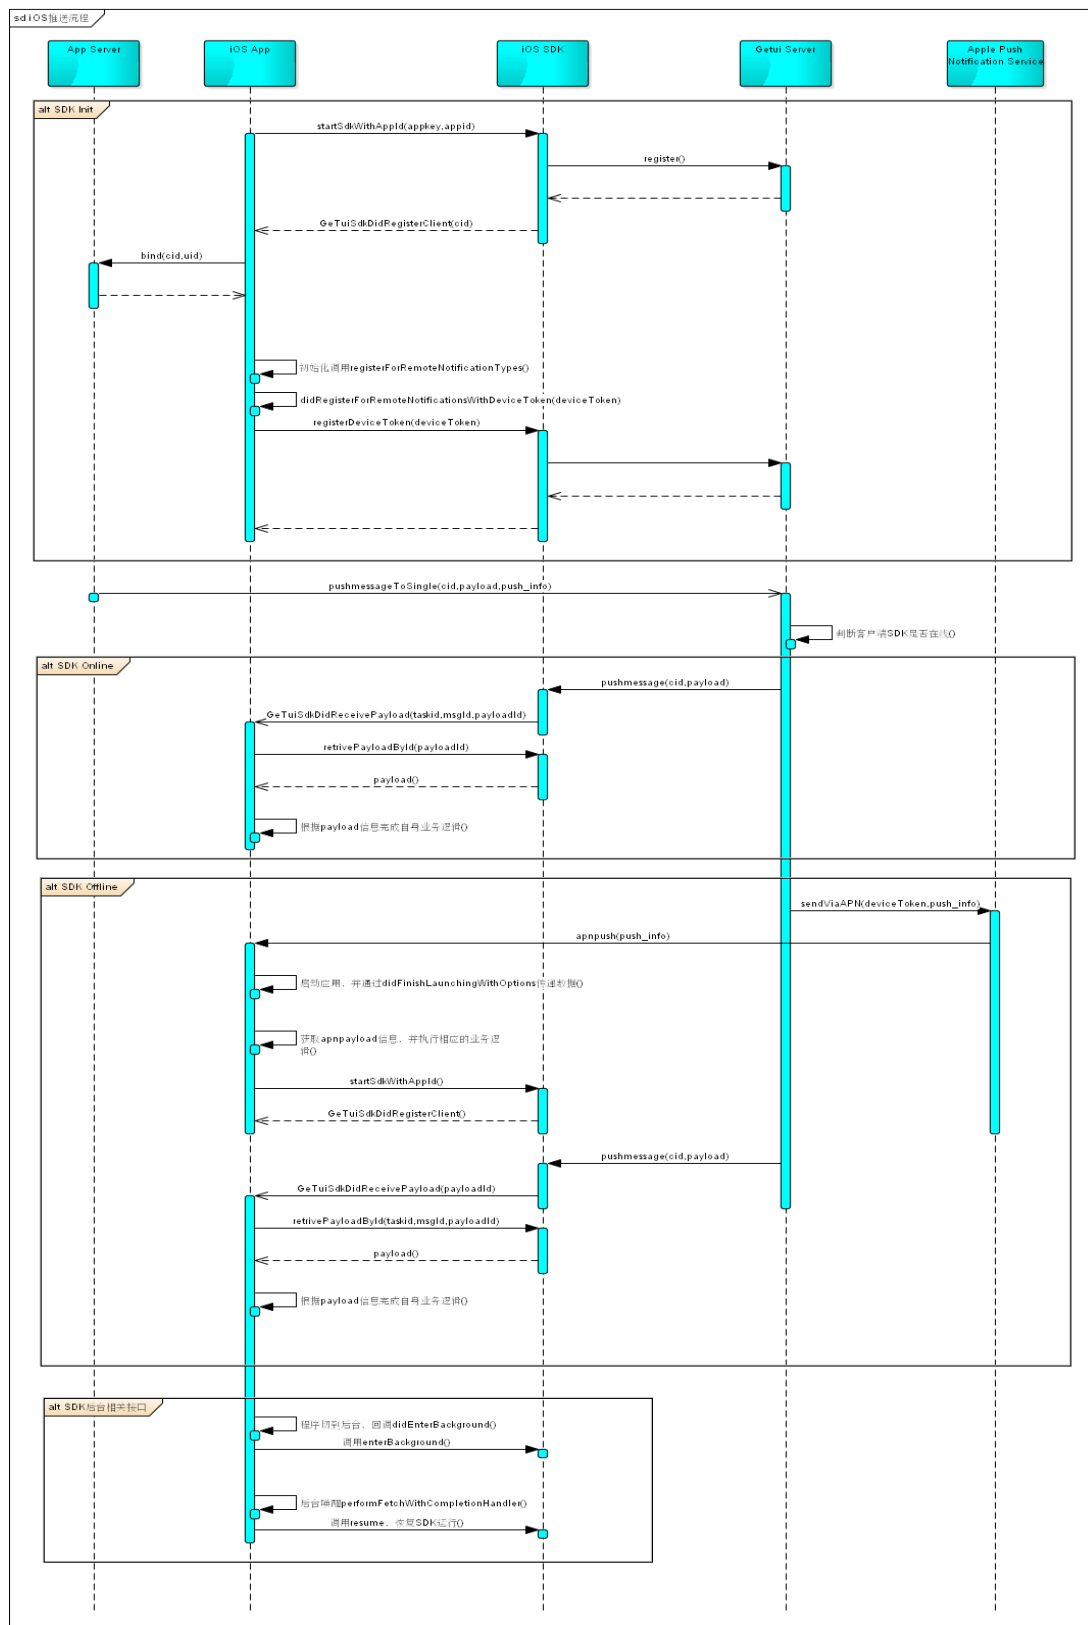 sd iOS推送流程
App Server
iOS App
iOS SDK
Getui Server
Apple Push
Notification Service
alt SDK Init
startSdkWithAppId(appkey,appid)
register()
GeTuiSdkDidRegisterClient(cid)
bind(cid,uid)
初始化调用registerForRemoteNotificationTypes()
didRegisterForRemoteNotificationsWithDeviceToken(deviceToken)
registerDeviceToken(deviceToken)
pushmessageToSingle(cid,payload,push_info)
判断客户端SDK是否在线()
alt SDK Online
pushmessage(cid,payload)
GeTuiSdkDidReceivePayload(taskid,msgId,payloadId)
retrivePayloadById(payloadId)
payload()
根据payload信息完成自身业务逻辑()
alt SDK Offline
sendViaAPN(deviceToken,push_info)
apnpush(push_info)
启动应用，并通过didFinishLaunchingWithOptions传递数据()
获取apnpayload信息，并执行相应的业务逻
辑()
startSdkWithAppId()
GeTuiSdkDidRegisterClient()
pushmessage(cid,payload)
GeTuiSdkDidReceivePayload(payloadId)
retrivePayloadById(taskid,msgId,payloadId)
payload()
根据payload信息完成自身业务逻辑()
alt SDK后台相关接口
程序切到后台，回调didEnterBackground()
调用enterBackground()
后台唤醒performFetchWithCompletionHandler()
调用resume，恢复SDK运行()